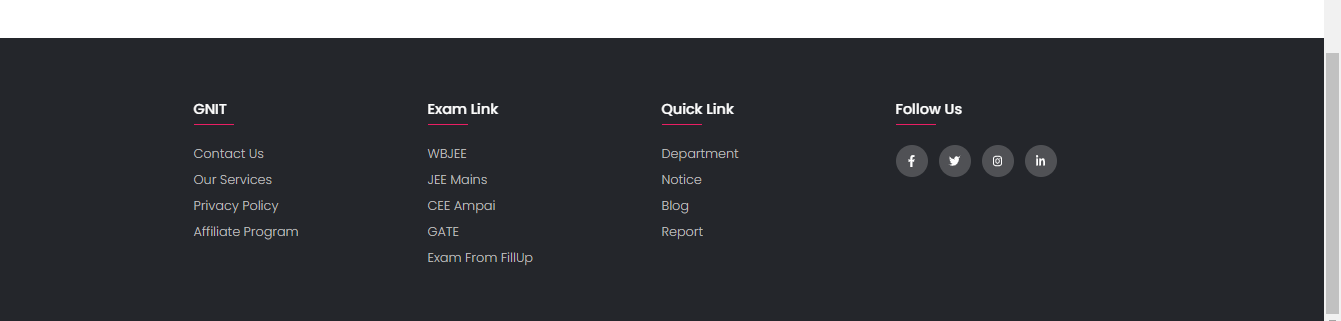 GNIT
Contact Us
Our Services
Privacy Policy
Affiliate Program
Exam Link
WBJEE
JEE Mains
CEE Ampai
GATE
Exam From FillUp
Quick Link
Department
Notice
Blog
Report
Follow Us